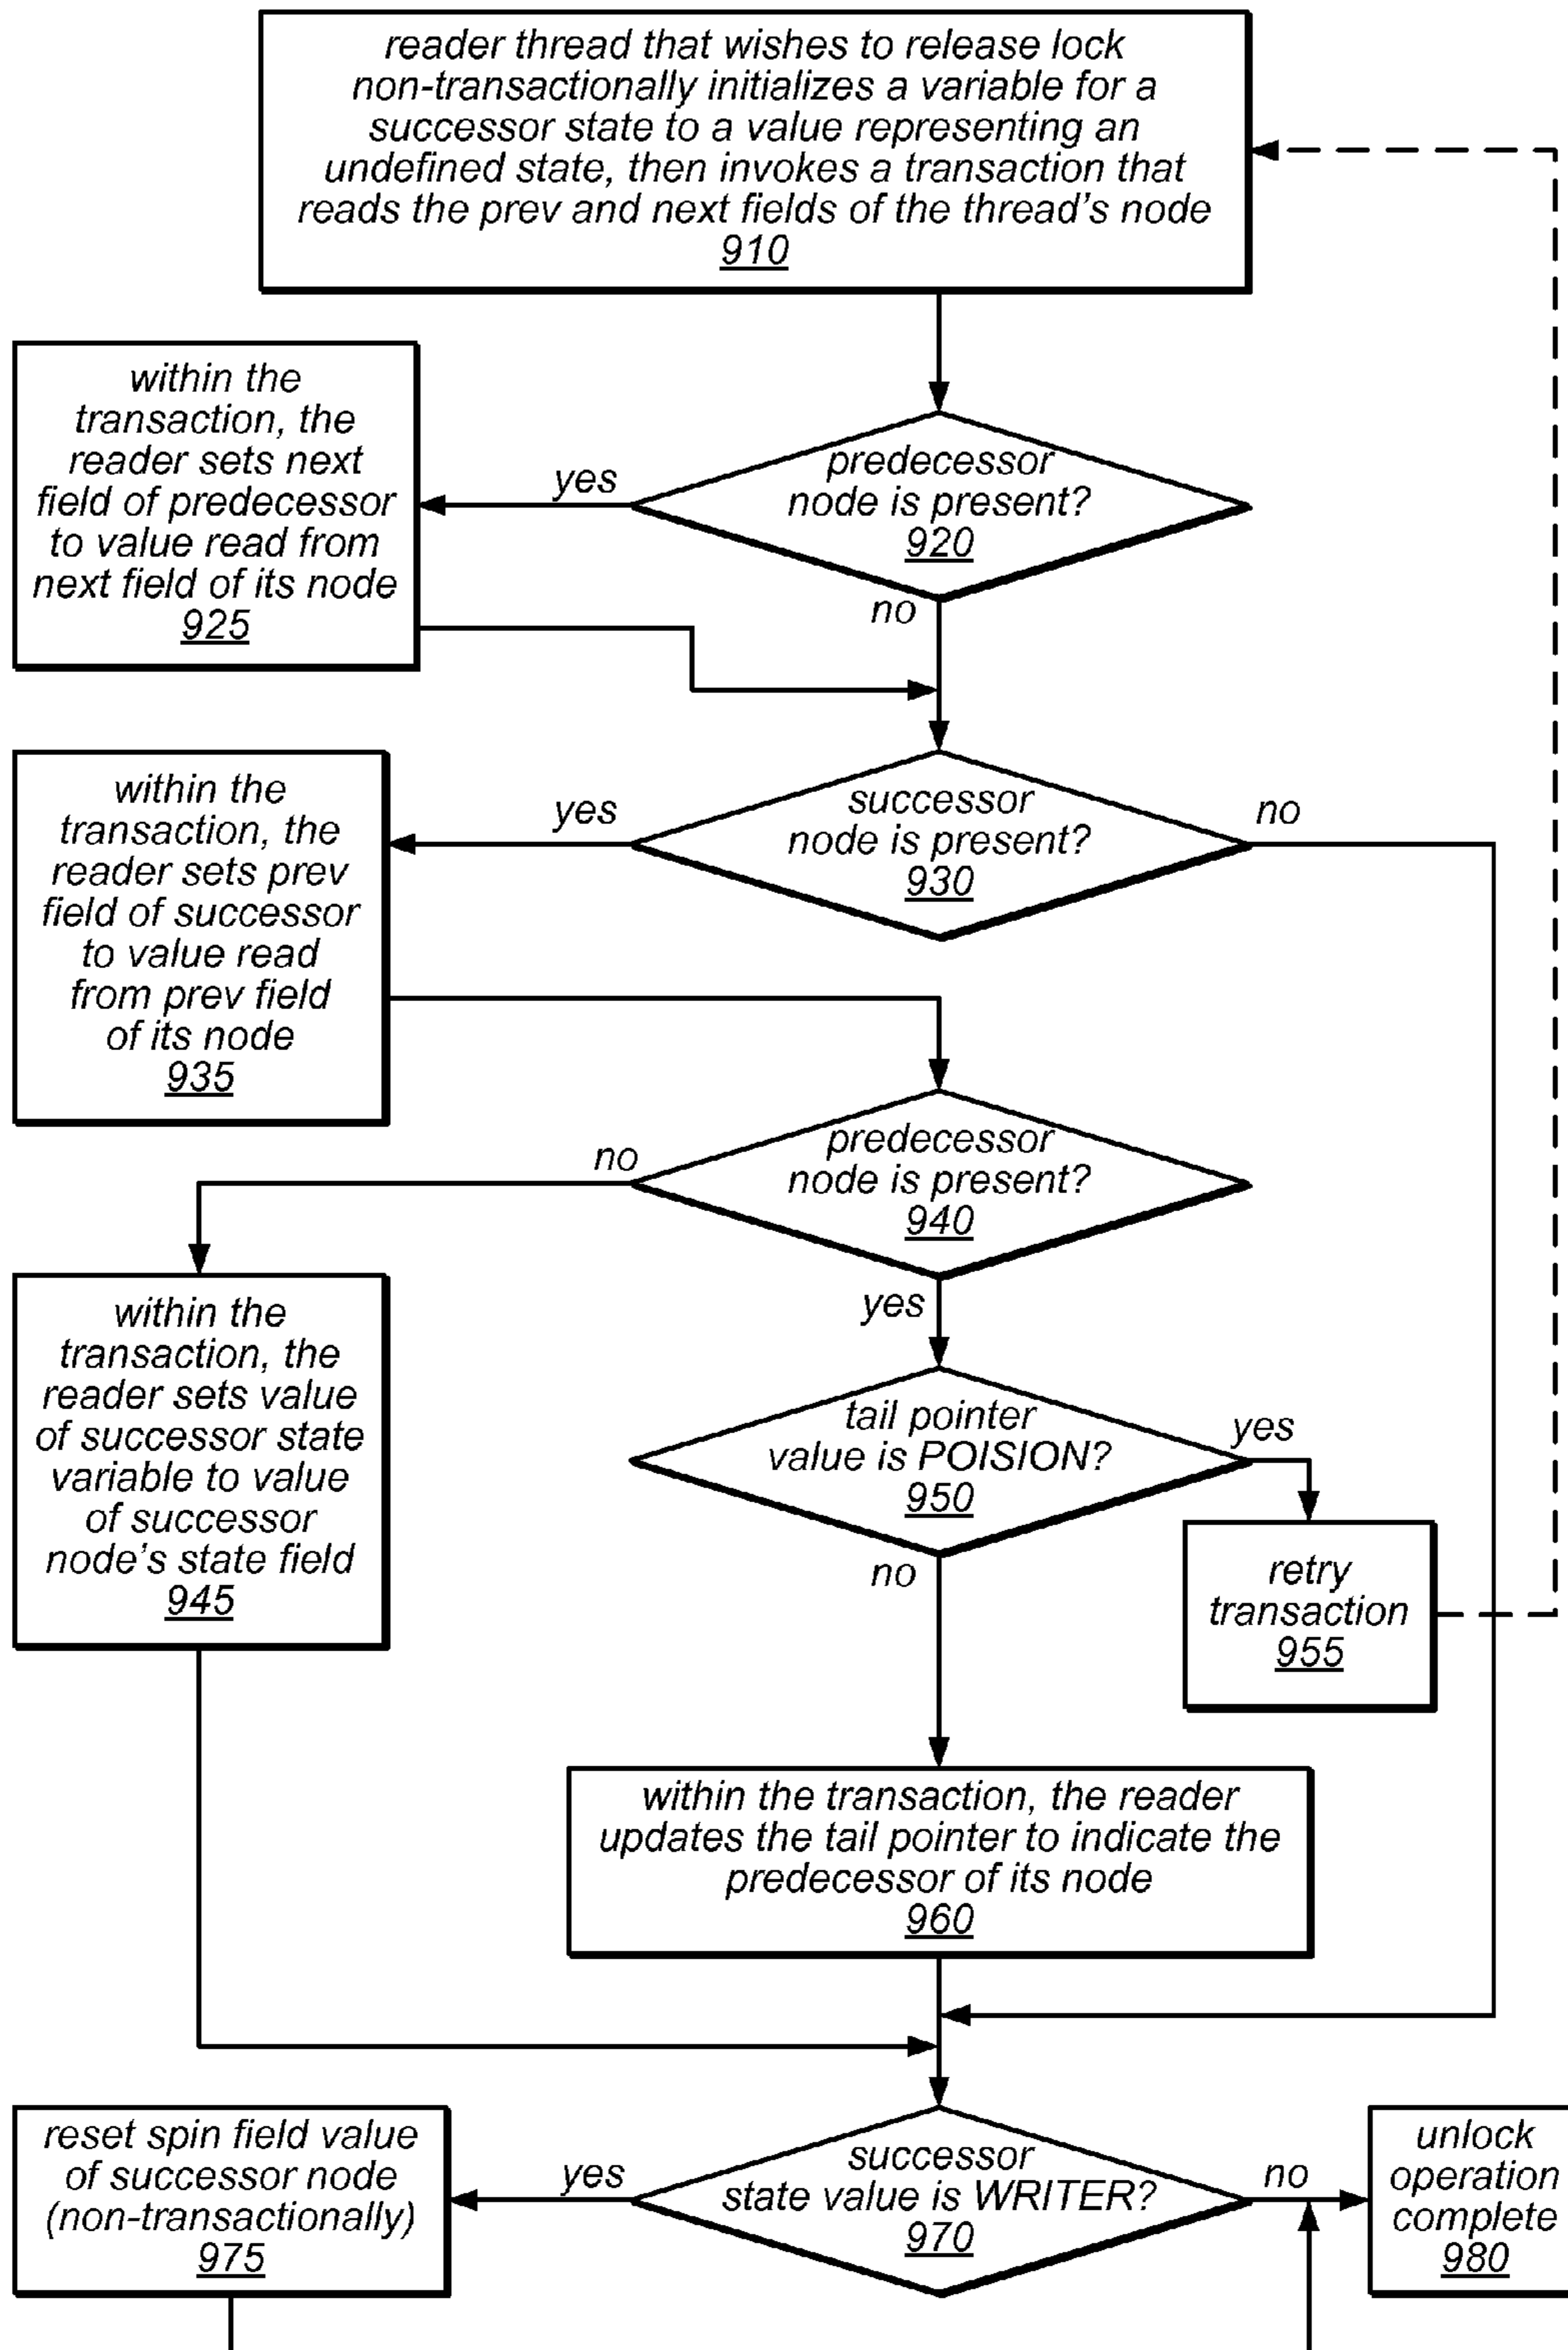 reader thread that wishes to release lock
non-transactionally initializes a variable for a
successor state to a value representing an
undefined state, then invokes a transaction that
reads the prev and next fields of the thread's node
910
within the
transaction, the
reader sets next
field of predecessor
to value read from
next field of its node
925
yes
predecessor
node is present?
920
no
within the
transaction, the
reader sets prev
field of successor
to value read
from prev field
of its node
935
yes
successor
node is present?
930
no
no
predecessor
node is present?
940
yes
within the
transaction, the
reader sets value
of successor state
variable to value
of successor
node's state field
945
tail pointer
value is POISION?
950
yes
no
retry
transaction
955
within the transaction, the reader
updates the tail pointer to indicate the
predecessor of its node
960
reset spin field value
of successor node
(non-transactionally)
975
yes
successor
state value is WRITER?
970
no
unlock
operation
complete
980